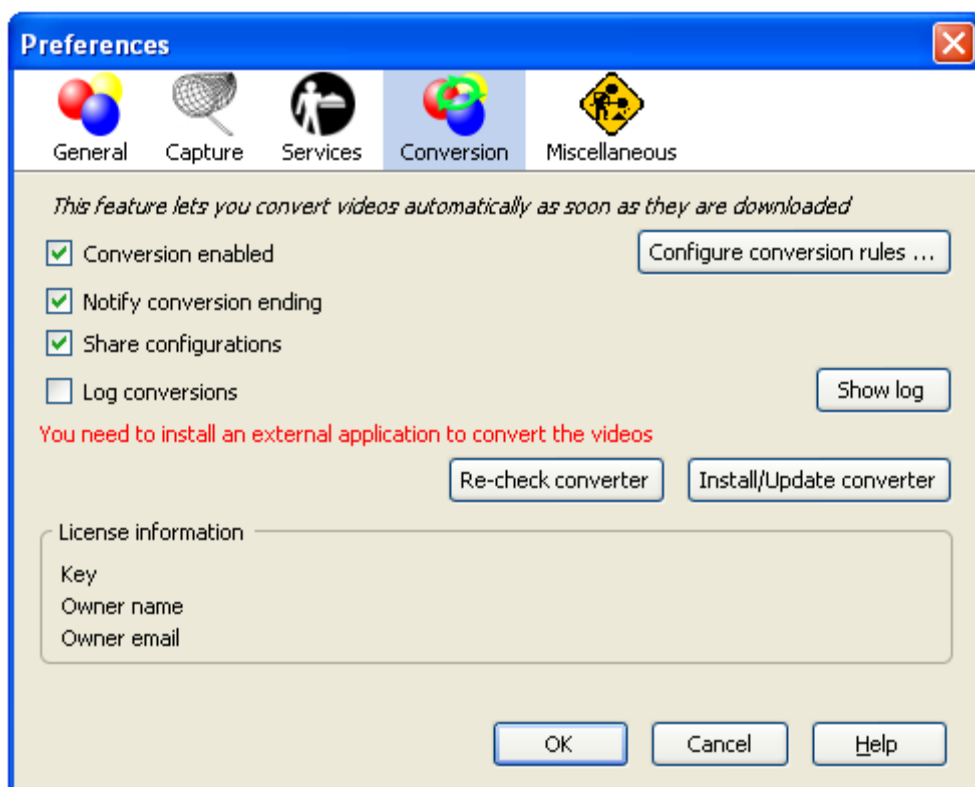 Preferences
General Capture Services Conversion Miscellaneous
This feature lets you convert videos automatically as soon as they are downloaded
Conversion enabled Configure conversion rules ...
Notify conversion ending
Share configurations
Log conversions Show log
You need to install an external application to convert the videos
Re-check converter Install/Update converter
License information
Key
Owner name
Owner email
OK Cancel Help